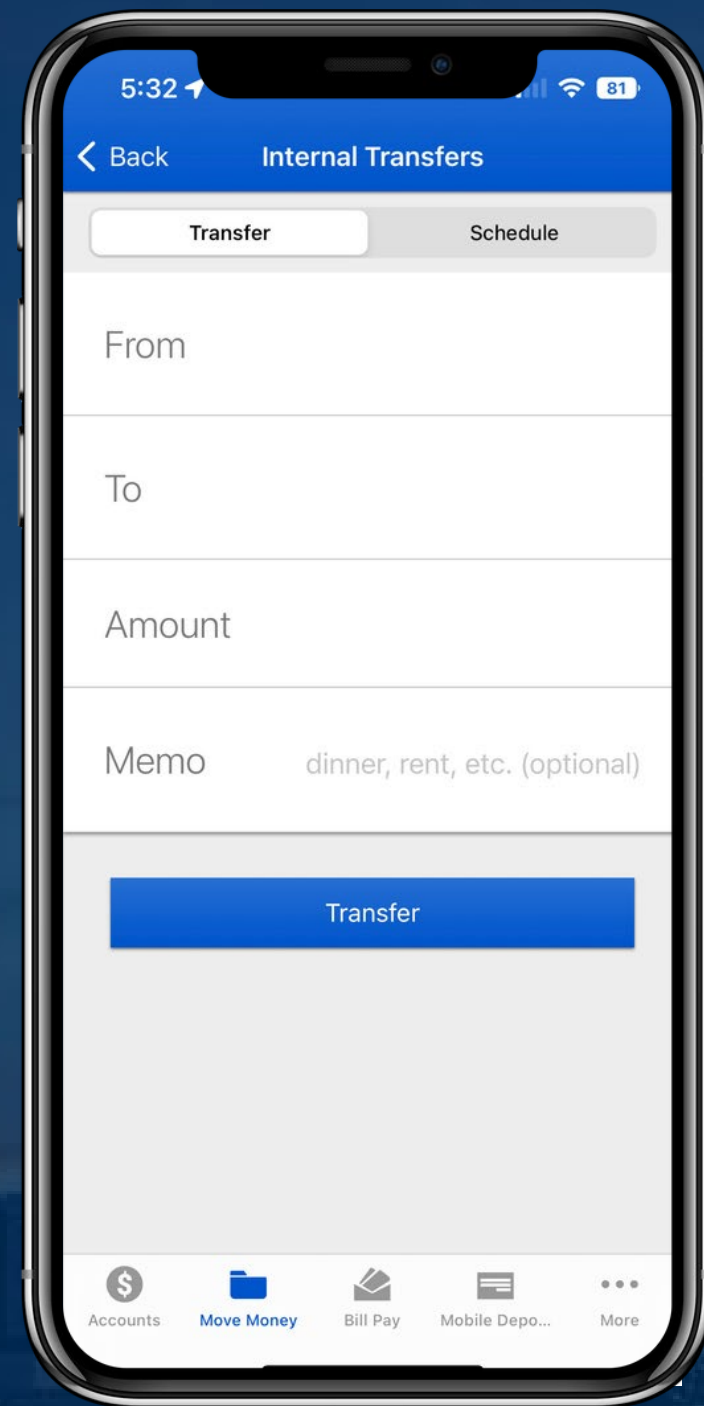 5:32
81
Back Internal Transfers
Transfer Schedule
From
To
Amount
Memo dinner, rent, etc. (optional)
Transfer
Accounts Move Money Bill Pay Mobile Depo... More